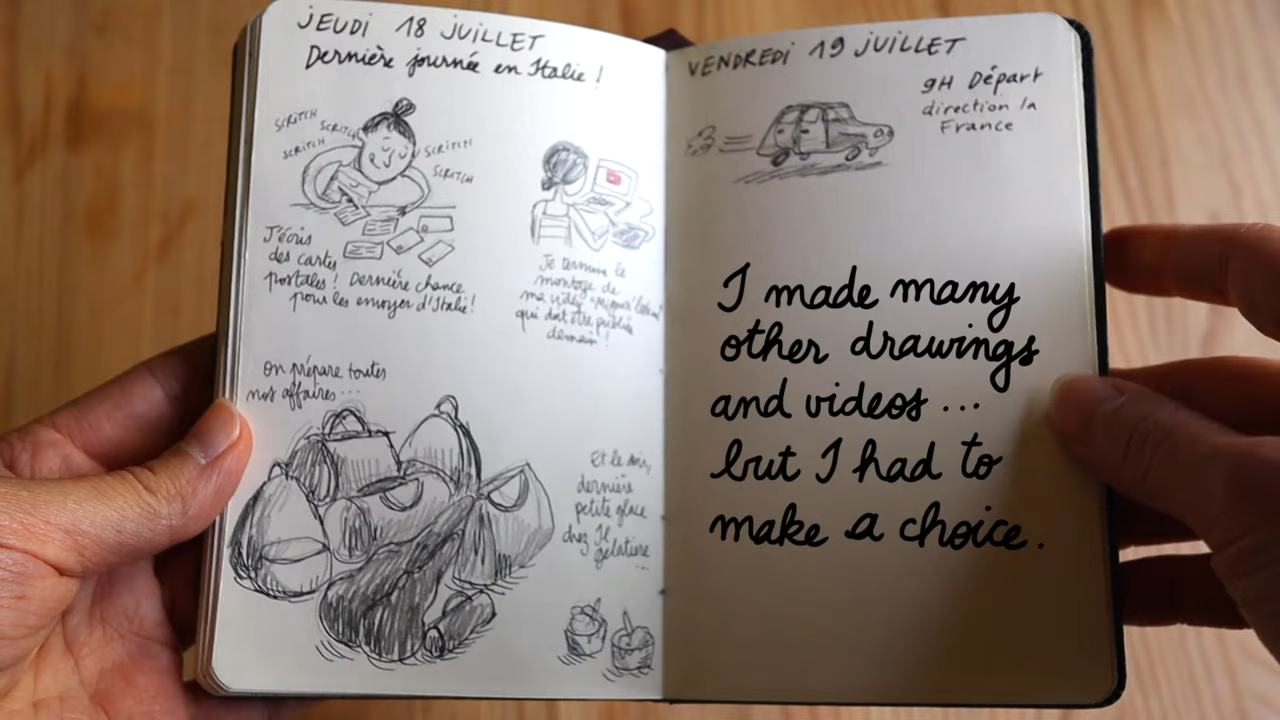 JEUDI 18 JUILLET
Dernière journée en Italie !
SCRITCH
SCRITCH
SCRITCH
SCRITCH
SCRITCH
J'écris
des cartes
postales ! Dernière chance
pour les envoyer d'Italie !
Je termine le
montage de
ma vidéo
qui doit être publiée
demain !
on prépare toutes
nos affaires...
Et le soir,
dernière
petite glace
chez Il
gelatiere
...
VENDREDI 19 JUILLET
9H Départ
direction la
France
I made many
other drawings
and videos ...
but I had to
make a choice.